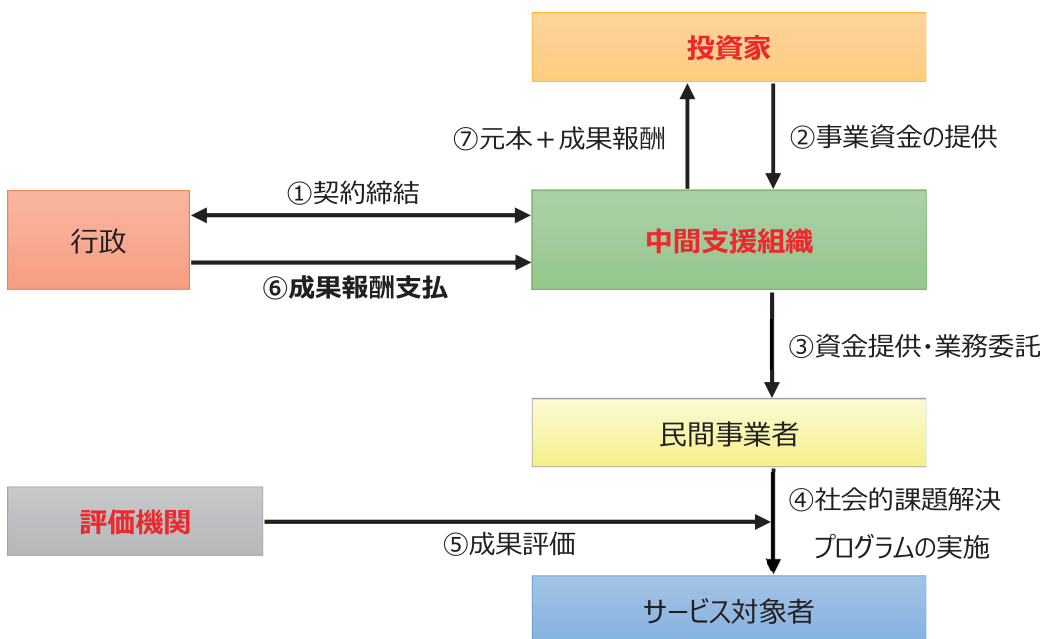 投資家
⑦元本＋成果報酬
②事業資金の提供
①契約締結
行政
中間支援組織
⑥成果報酬支払
③資金提供・業務委託
民間事業者
評価機関
⑤成果評価
④社会的課題解決
プログラムの実施
サービス対象者